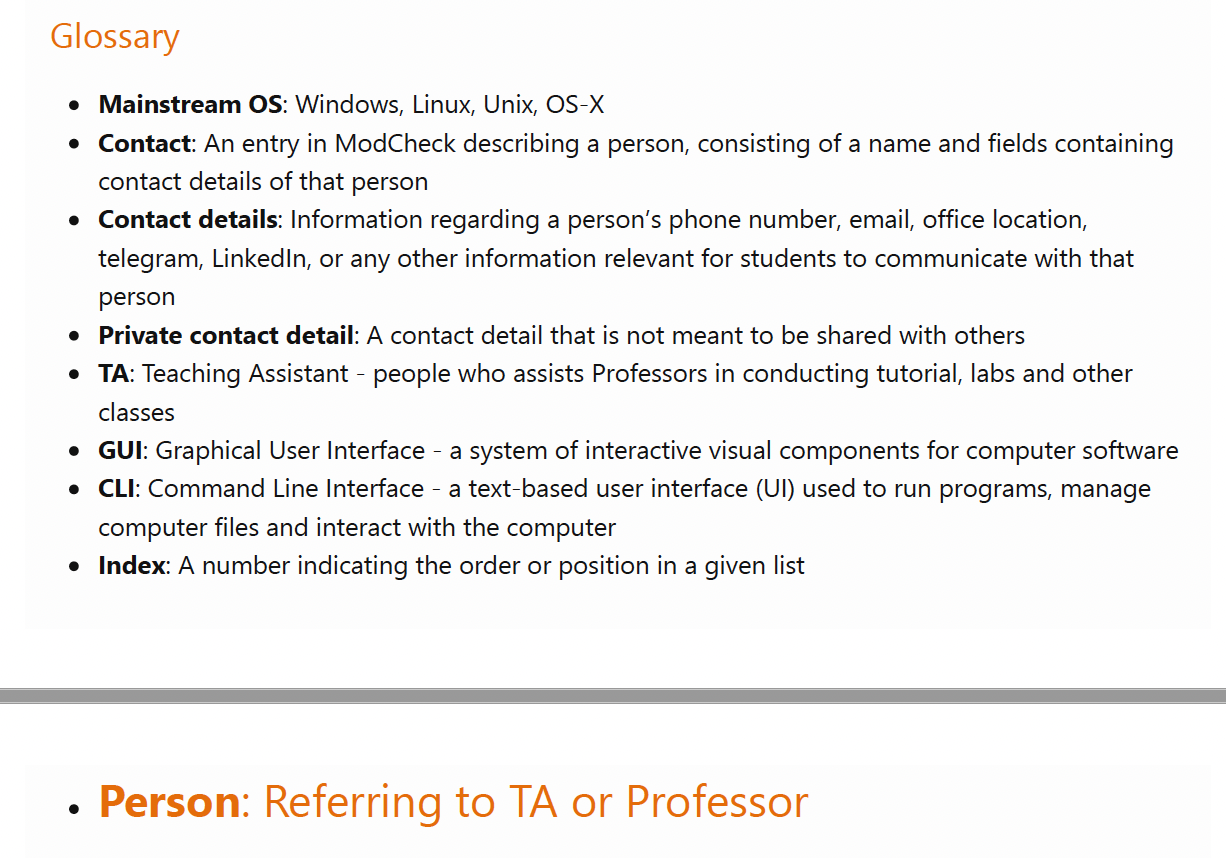 Glossary
• Mainstream OS: Windows, Linux, Unix, OS-X
• Contact: An entry in ModCheck describing a person, consisting of a name and fields containing
contact details of that person
• Contact details: Information regarding a person’s phone number, email, office location,
telegram, LinkedIn, or any other information relevant for students to communicate with that
person
• Private contact detail: A contact detail that is not meant to be shared with others
• TA: Teaching Assistant - people who assists Professors in conducting tutorial, labs and other
classes
• GUI: Graphical User Interface - a system of interactive visual components for computer software
• CLI: Command Line Interface - a text-based user interface (UI) used to run programs, manage
computer files and interact with the computer
• Index: A number indicating the order or position in a given list
• Person: Referring to TA or Professor